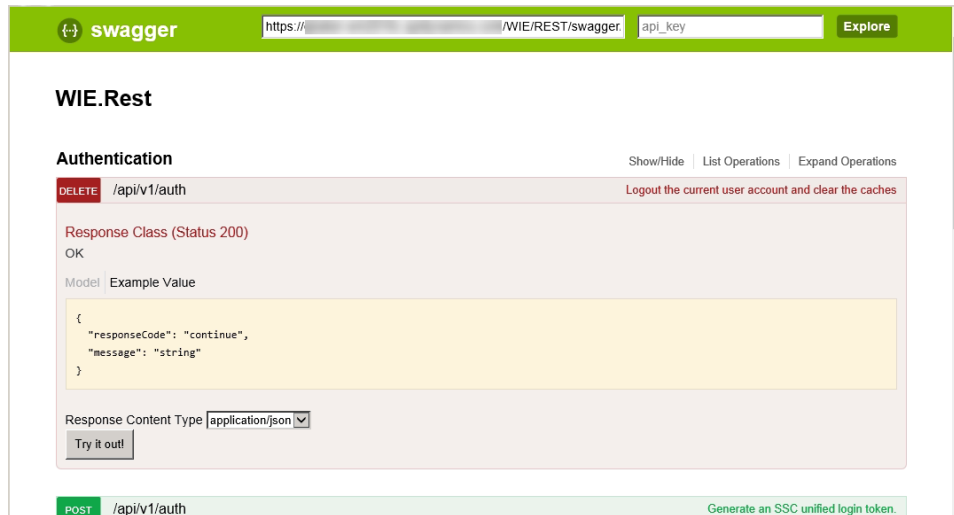 {··} swagger https:// /WIE/REST/swagger. api_key Explore
WIE.Rest
Authentication Show/Hide List Operations Expand Operations
DELETE /api/v1/auth Logout the current user account and clear the caches
Response Class (Status 200)
OK
Model Example Value
{
"responseCode": "continue",
"message": "string"
}
Response Content Type application/json
Try it out!
POST /api/v1/auth Generate an SSC unified login token.